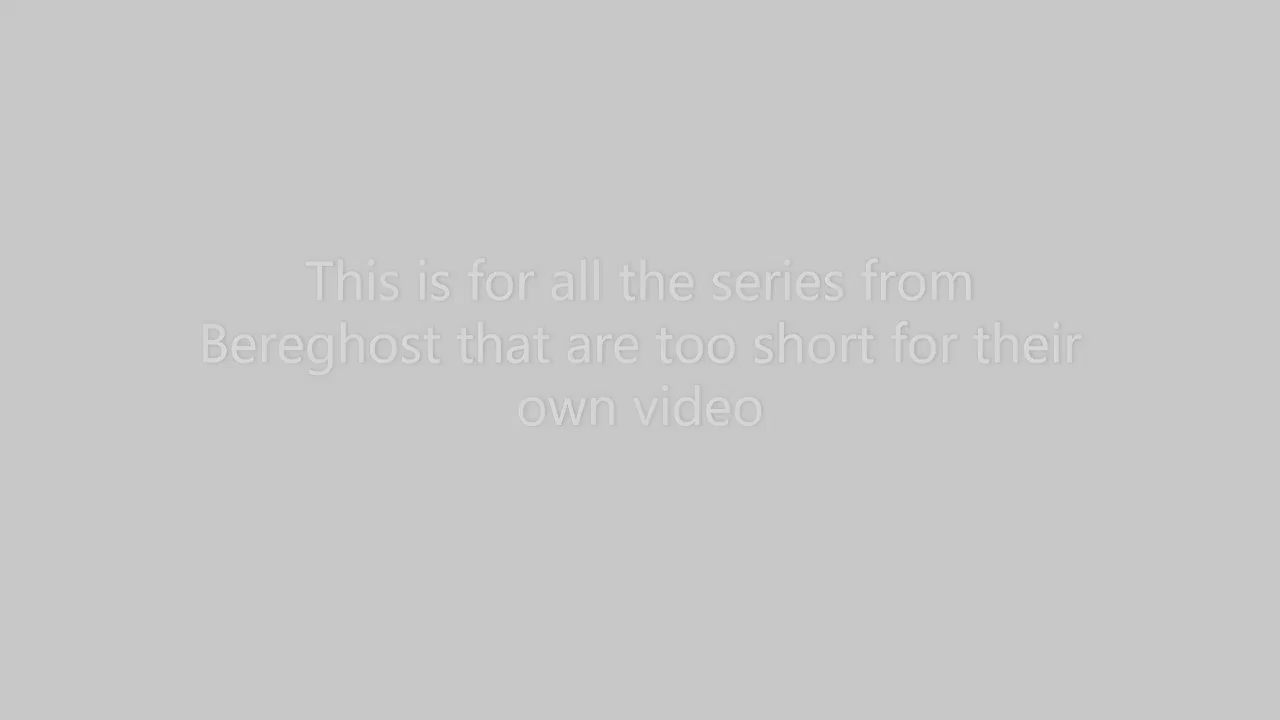 This is for all the series from
Bereghost that are too short for their
own video